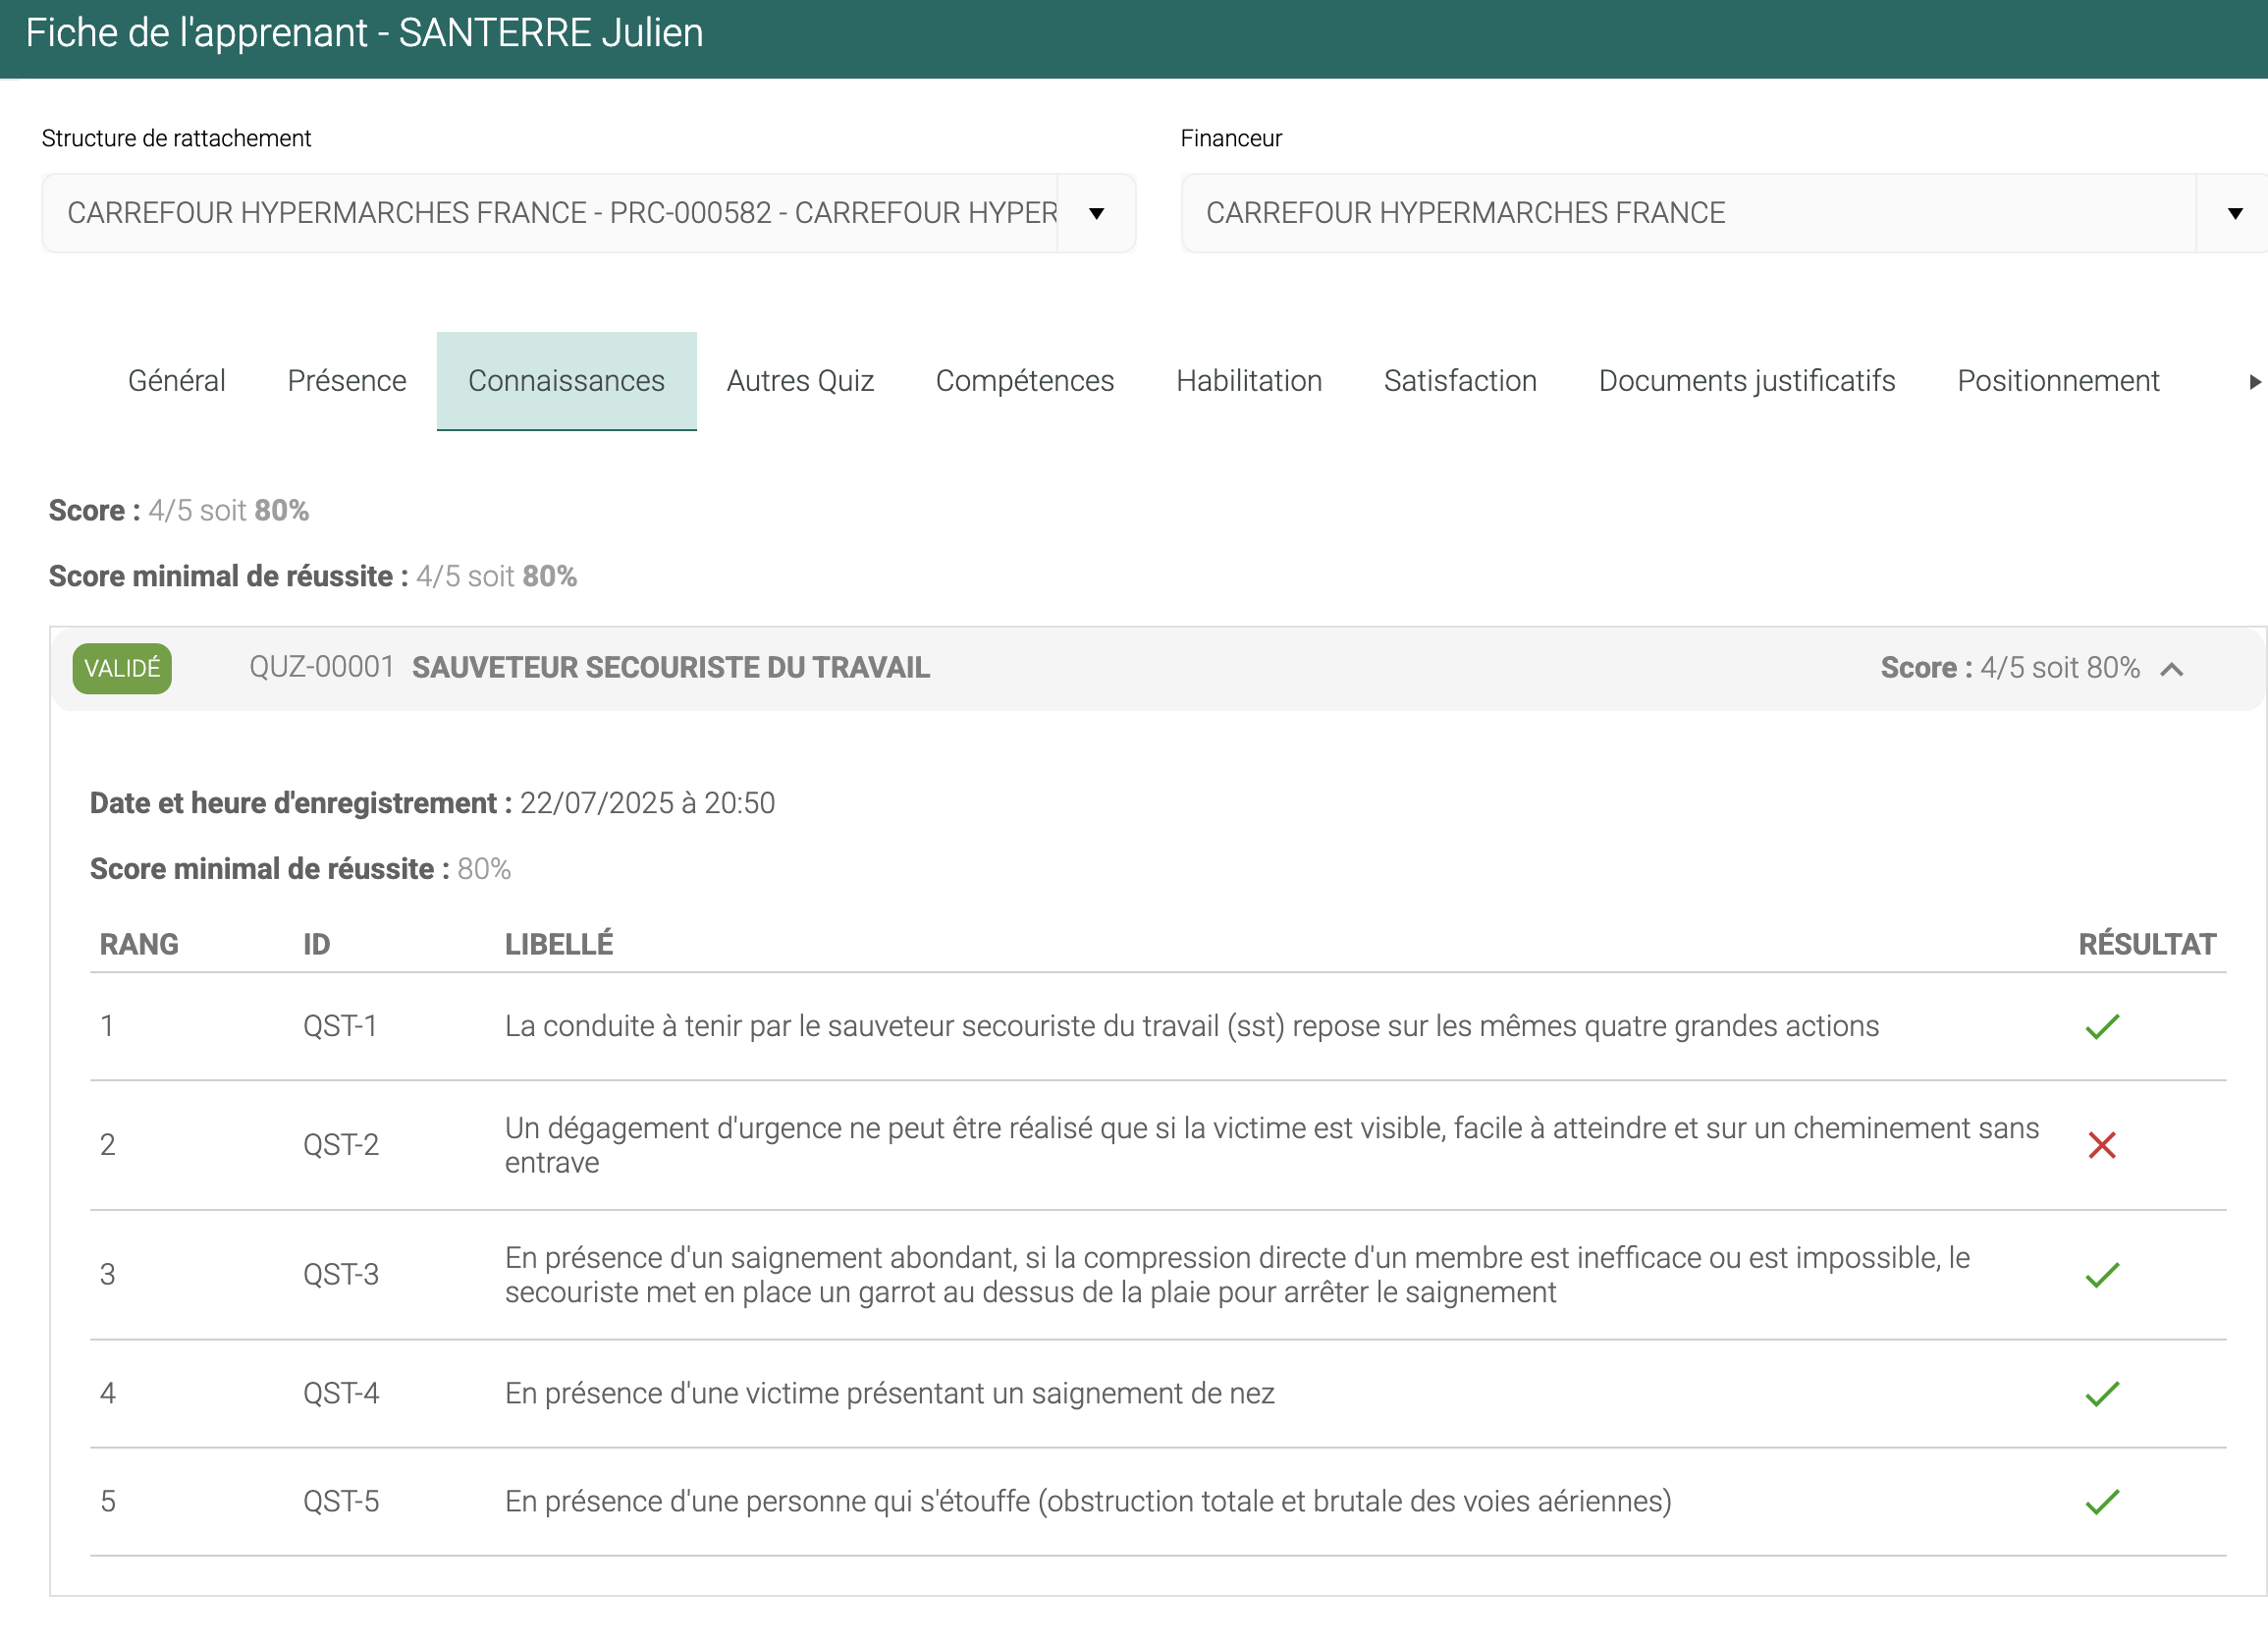 Fiche de l'apprenant - SANTERRE Julien
Structure de rattachement
Financeur
CARREFOUR HYPERMARCHES FRANCE - PRC-000582 - CARREFOUR HYPER
CARREFOUR HYPERMARCHES FRANCE
Général Présence Connaissances Autres Quiz Compétences Habilitation Satisfaction Documents justificatifs Positionnement
Score : 4/5 soit 80%
Score minimal de réussite : 4/5 soit 80%
VALIDÉ QUZ-00001 SAUVETEUR SECOURISTE DU TRAVAIL Score : 4/5 soit 80%
Date et heure d'enregistrement : 22/07/2025 à 20:50
Score minimal de réussite : 80%
RANG ID LIBELLÉ RÉSULTAT
1 QST-1 La conduite à tenir par le sauveteur secouriste du travail (sst) repose sur les mêmes quatre grandes actions
2 QST-2 Un dégagement d'urgence ne peut être réalisé que si la victime est visible, facile à atteindre et sur un cheminement sans
entrave
3 QST-3 En présence d'un saignement abondant, si la compression directe d'un membre est inefficace ou est impossible, le
secouriste met en place un garrot au dessus de la plaie pour arrêter le saignement
4 QST-4 En présence d'une victime présentant un saignement de nez
5 QST-5 En présence d'une personne qui s'étouffe (obstruction totale et brutale des voies aériennes)